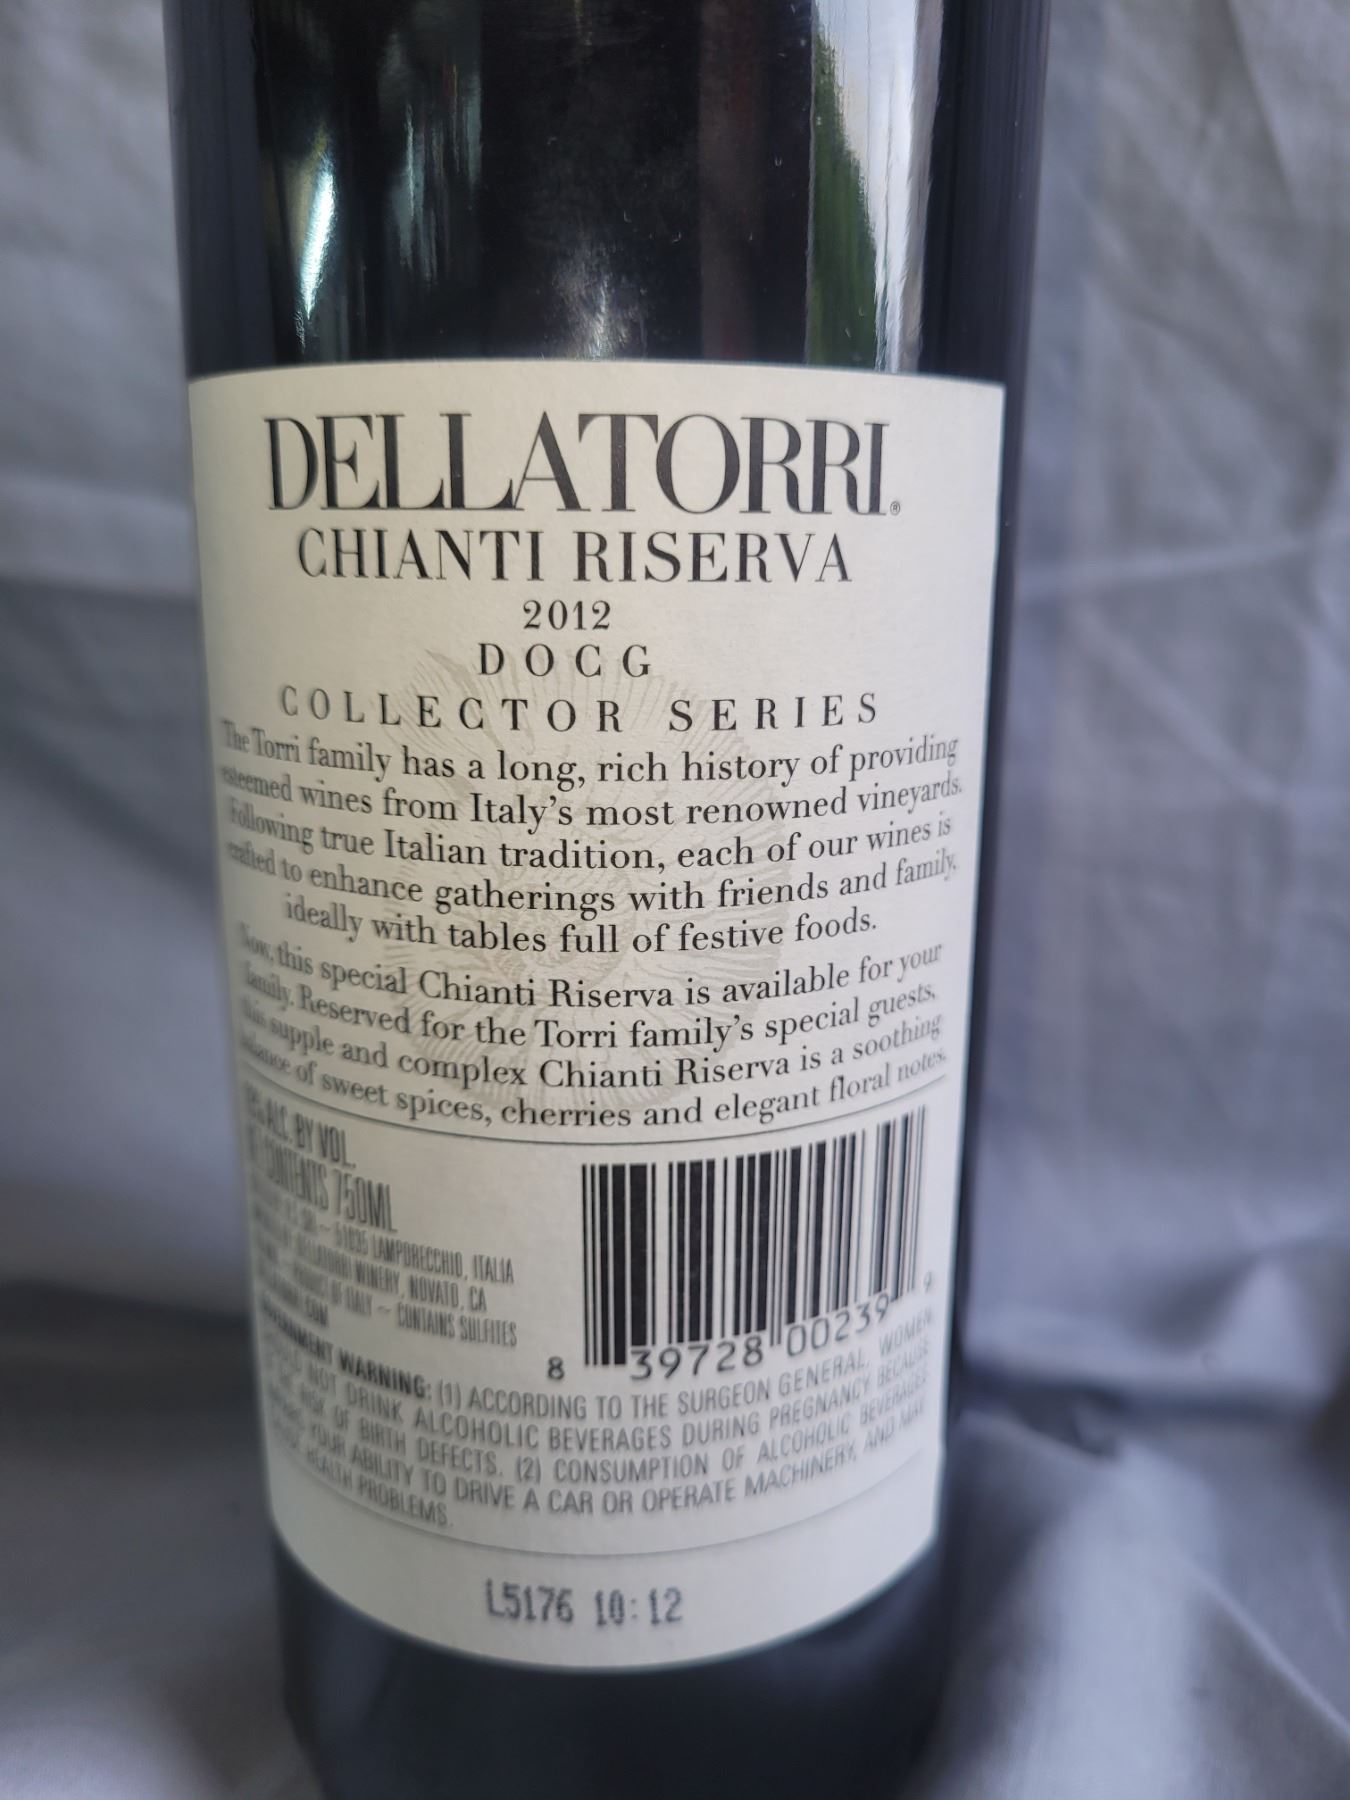 DELLATORRI®
CHIANTI RISERVA
2012
DOCG
COLLECTOR SERIES
The Torri family has a long, rich history of providing
esteemed wines from Italy's most renowned vineyards.
Following true Italian tradition, each of our wines is
crafted to enhance gatherings with friends and family,
ideally with tables full of festive foods.
Now, this special Chianti Riserva is available for your
family. Reserved for the Torri family's special guests,
this supple and complex Chianti Riserva is a soothing
balance of sweet spices, cherries and elegant floral notes.
ALC. BY VOL.
CONTENTS 750ML
51035 LAMPORECCHIO, ITALIA
DELLATORRI WINERY, NOVATO, CA
PRODUCT OF ITALY — CONTAINS SULFITES
8 39728 00239 9
GOVERNMENT WARNING: (1) ACCORDING TO THE SURGEON GENERAL, WOMEN
SHOULD NOT DRINK ALCOHOLIC BEVERAGES DURING PREGNANCY BECAUSE
OF THE RISK OF BIRTH DEFECTS. (2) CONSUMPTION OF ALCOHOLIC BEVERAGES
IMPAIRS YOUR ABILITY TO DRIVE A CAR OR OPERATE MACHINERY, AND MAY
CAUSE HEALTH PROBLEMS.
L5176 10:12